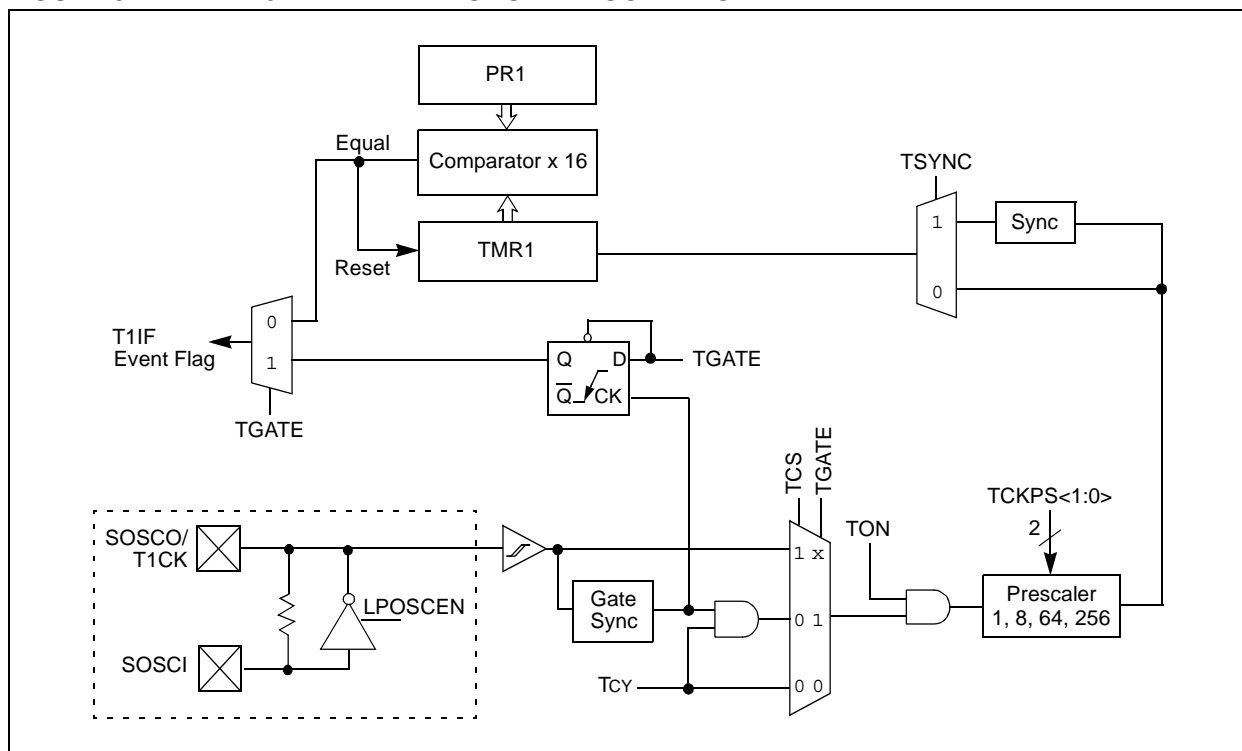 PR1
Equal
Comparator x 16
TSYNC
1
Sync
TMR1
Reset
0
0
T1IF
Event Flag
1
Q
D
TGATE
Q
CK
TGATE
TCS
TGATE
TCKPS<1:0>
2
TON
SOSCO/
T1CK
1 x
LPOSCEN
Gate
Sync
0 1
Prescaler
1, 8, 64, 256
SOSCI
TCY
0 0